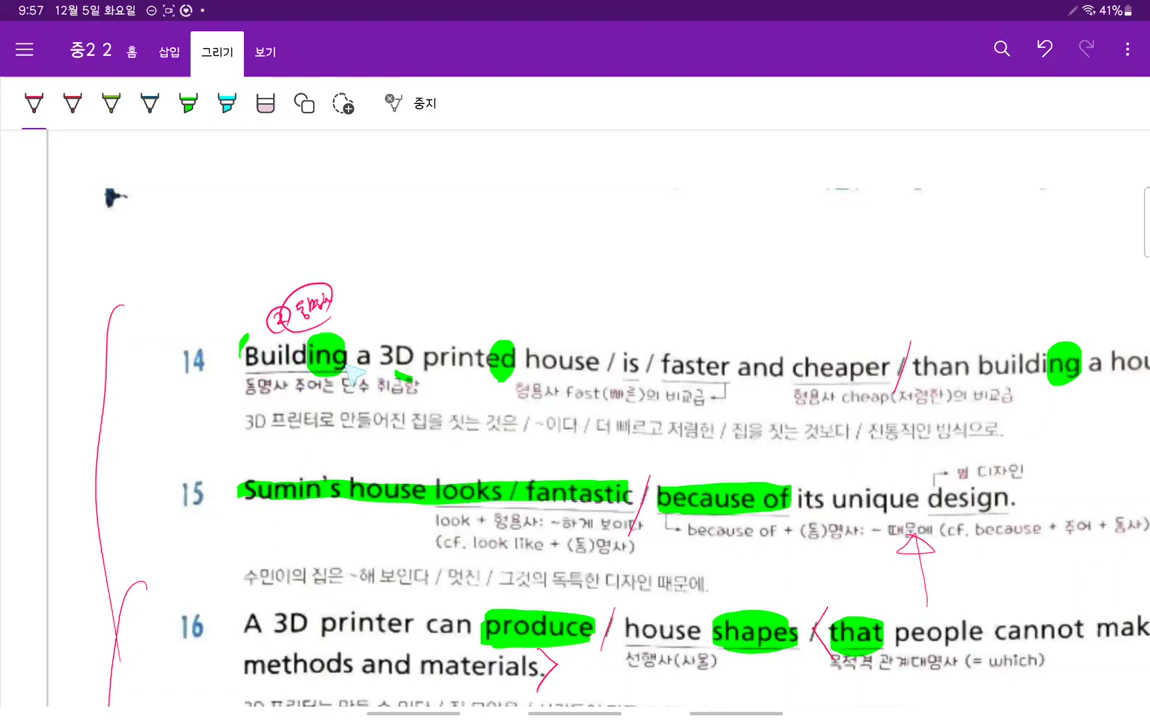 9:57 12월 5일 화요일 41%
중2 2 홈 삽입 그리기 보기
중지
② 동명사
14 Building a 3D printed house / is / faster and cheaper / than building a hou
동명사 주어는 단수 취급함 형용사 fast(빠른)의 비교급 형용사 cheap(저렴한)의 비교급
3D 프린터로 만들어진 집을 짓는 것은 / ~이다 / 더 빠르고 저렴한 / 집을 짓는 것보다 / 전통적인 방식으로.
명 디자인
15 Sumin's house looks / fantastic / because of its unique design.
look + 형용사: ~하게 보이다 because of + (동)명사: ~ 때문에 (cf. because + 주어 + 동사)
(cf. look like + (동)명사)
수민이의 집은 ~해 보인다 / 멋진 / 그것의 독특한 디자인 때문에.
16 A 3D printer can produce / house shapes / that people cannot mak
선행사(사물) 목적격 관계대명사 (= which)
methods and materials.